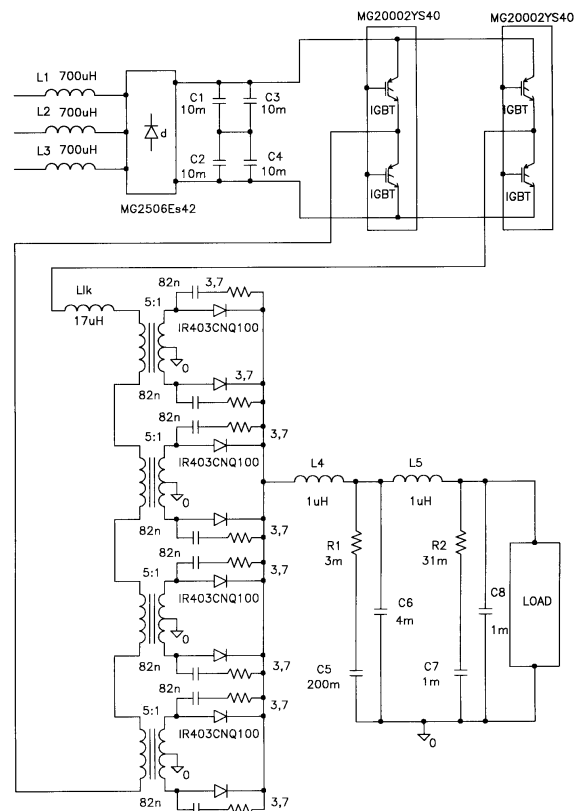 MG20002YS40
MG20002YS40
L1 700uH
L2 700uH
L3 700uH
d
C1
10m
C3
10m
C2
10m
C4
10m
IGBT
IGBT
IGBT
IGBT
MG2506Es42
Llk
17uH
5:1
82n
3,7
IR403CNQ100
0
3,7
82n
82n
5:1
3,7
IR403CNQ100
0
82n
3,7
82n
3,7
5:1
IR403CNQ100
0
82n
3,7
82n
3,7
5:1
IR403CNQ100
0
82n
3,7
L4
1uH
L5
1uH
R1
3m
R2
31m
C6
4m
C8
1m
LOAD
C5
200m
C7
1m
0